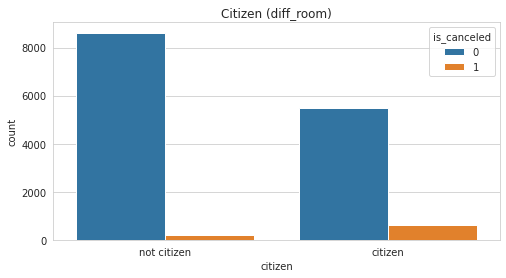 Citizen (diff_room)
is_canceled
0
1
8000
6000
4000
2000
0
count
not citizen
citizen
citizen